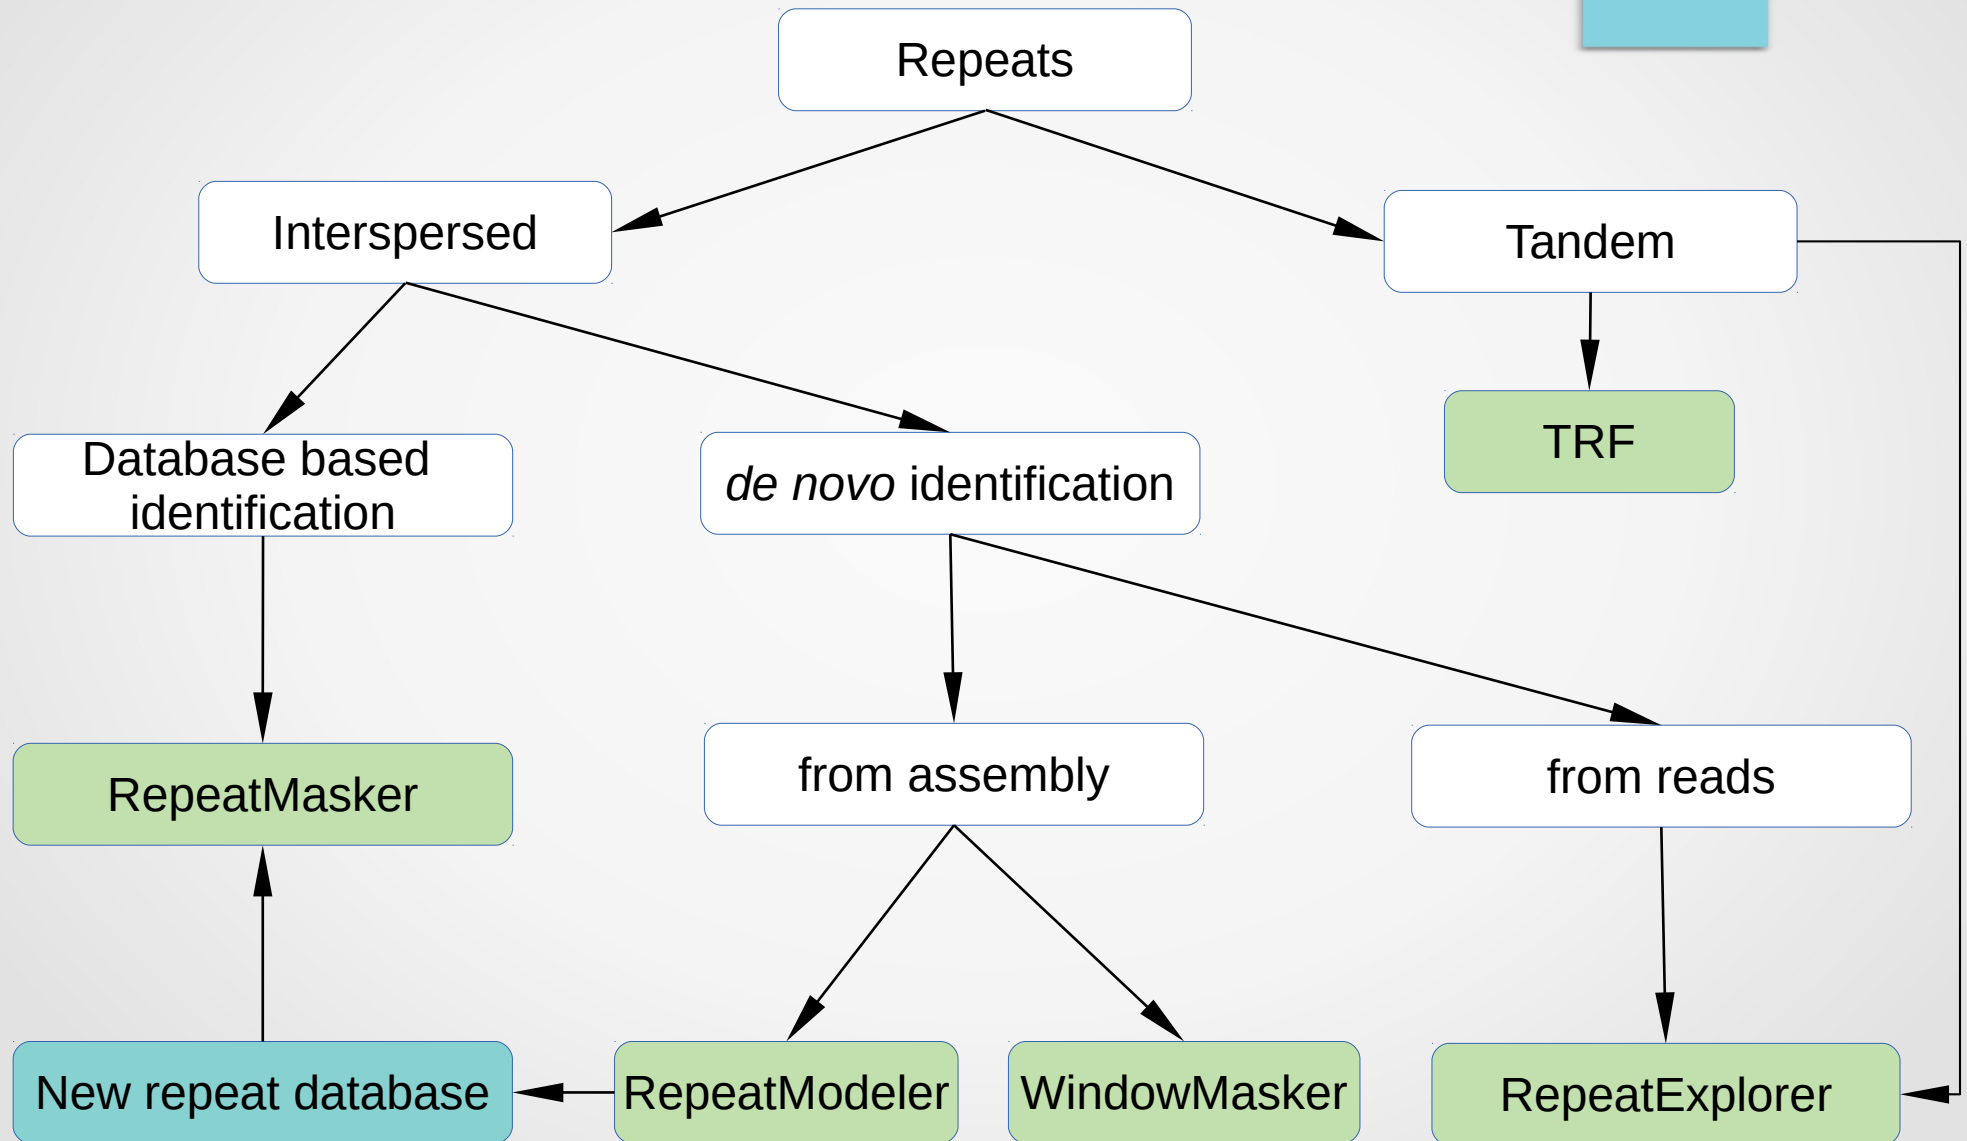 Repeats
Interspersed
Tandem
Database based
identification
de novo identification
TRF
RepeatMasker
from assembly
from reads
New repeat database
RepeatModeler
WindowMasker
RepeatExplorer